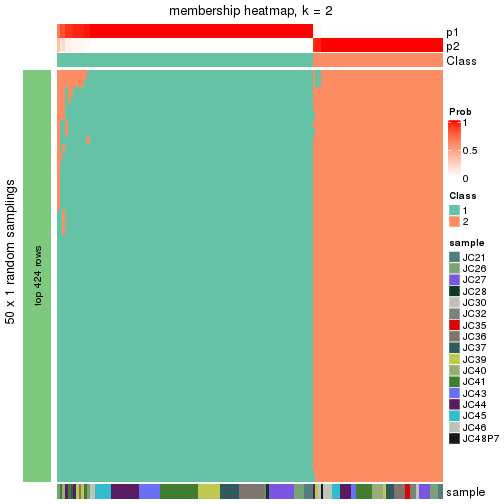 membership heatmap, k = 2
p1
p2
Class
50 x 1 random samplings
top 424 rows
Prob
1
0.5
0
Class
1
2
sample
JC21
JC26
JC27
JC28
JC30
JC32
JC35
JC36
JC37
JC39
JC40
JC41
JC43
JC44
JC45
JC46
JC48P7
sample